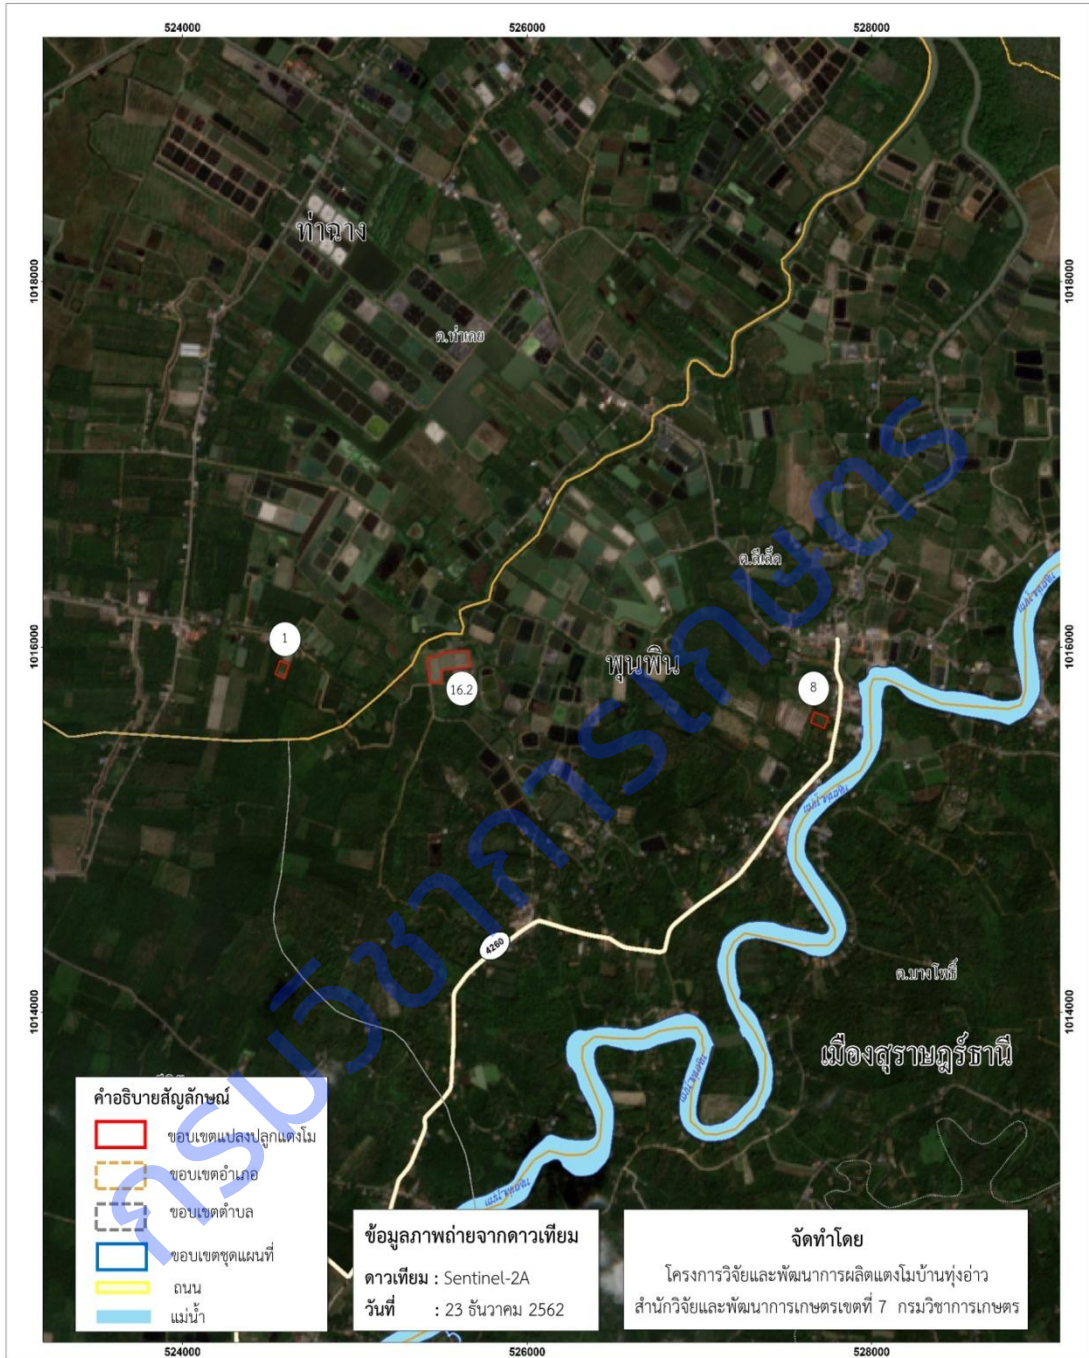 524000 526000 528000
ท่าฉาง
1018000 1018000
ต.ท่าเคย
ต.ลีเล็ด
แม่น้ำตาปี
1
1016000 1016000
พุนพิน
16.2
8
4260
ต.บางโพธิ์
1014000 1014000
เมืองสุราษฎร์ธานี
คำอธิบายสัญลักษณ์
ขอบเขตแปลงปลูกแตงโม
ขอบเขตอำเภอ
ขอบเขตตำบล
ขอบเขตชุดแผนที่
ถนน
แม่น้ำ
ข้อมูลภาพถ่ายจากดาวเทียม
ดาวเทียม : Sentinel-2A
วันที่ : 23 ธันวาคม 2562
จัดทำโดย
โครงการวิจัยและพัฒนาการผลิตแตงโมบ้านทุ่งอ่าว
สำนักวิจัยและพัฒนาการเกษตรเขตที่ 7 กรมวิชาการเกษตร
524000 526000 528000
กรมวิชาการเกษตร